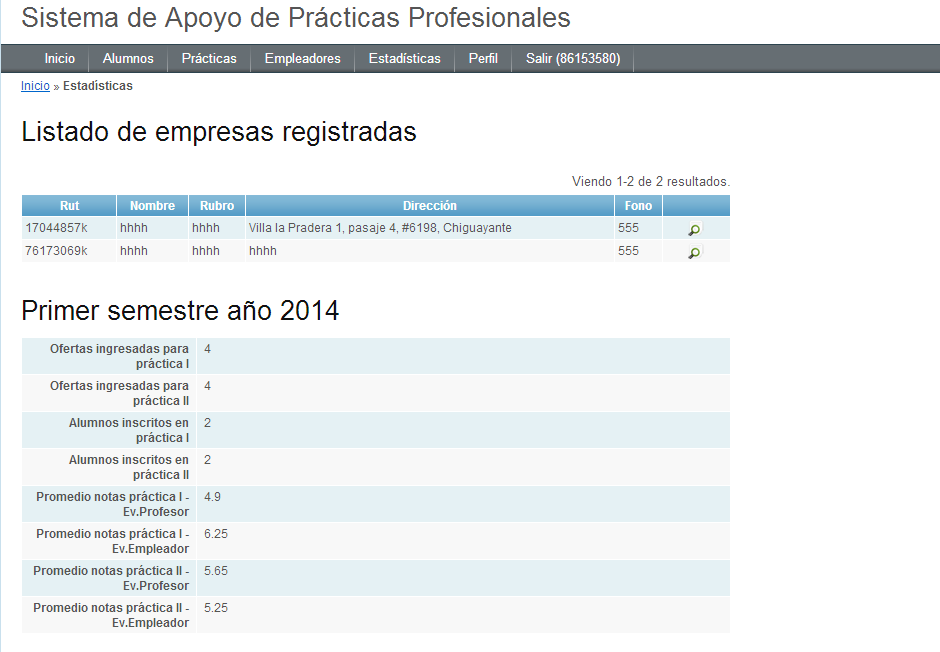 Sistema de Apoyo de Prácticas Profesionales
Inicio Alumnos Prácticas Empleadores Estadísticas Perfil Salir (86153580)
Inicio » Estadísticas
Listado de empresas registradas
Viendo 1-2 de 2 resultados.
Rut Nombre Rubro Dirección Fono
17044857k hhhh hhhh Villa la Pradera 1, pasaje 4, #6198, Chiguayante 555
76173069k hhhh hhhh hhhh 555
Primer semestre año 2014
Ofertas ingresadas para 4
práctica I
Ofertas ingresadas para 4
práctica II
Alumnos inscritos en 2
práctica I
Alumnos inscritos en 2
práctica II
Promedio notas práctica I - 4.9
Ev.Profesor
Promedio notas práctica I - 6.25
Ev.Empleador
Promedio notas práctica II - 5.65
Ev.Profesor
Promedio notas práctica II - 5.25
Ev.Empleador